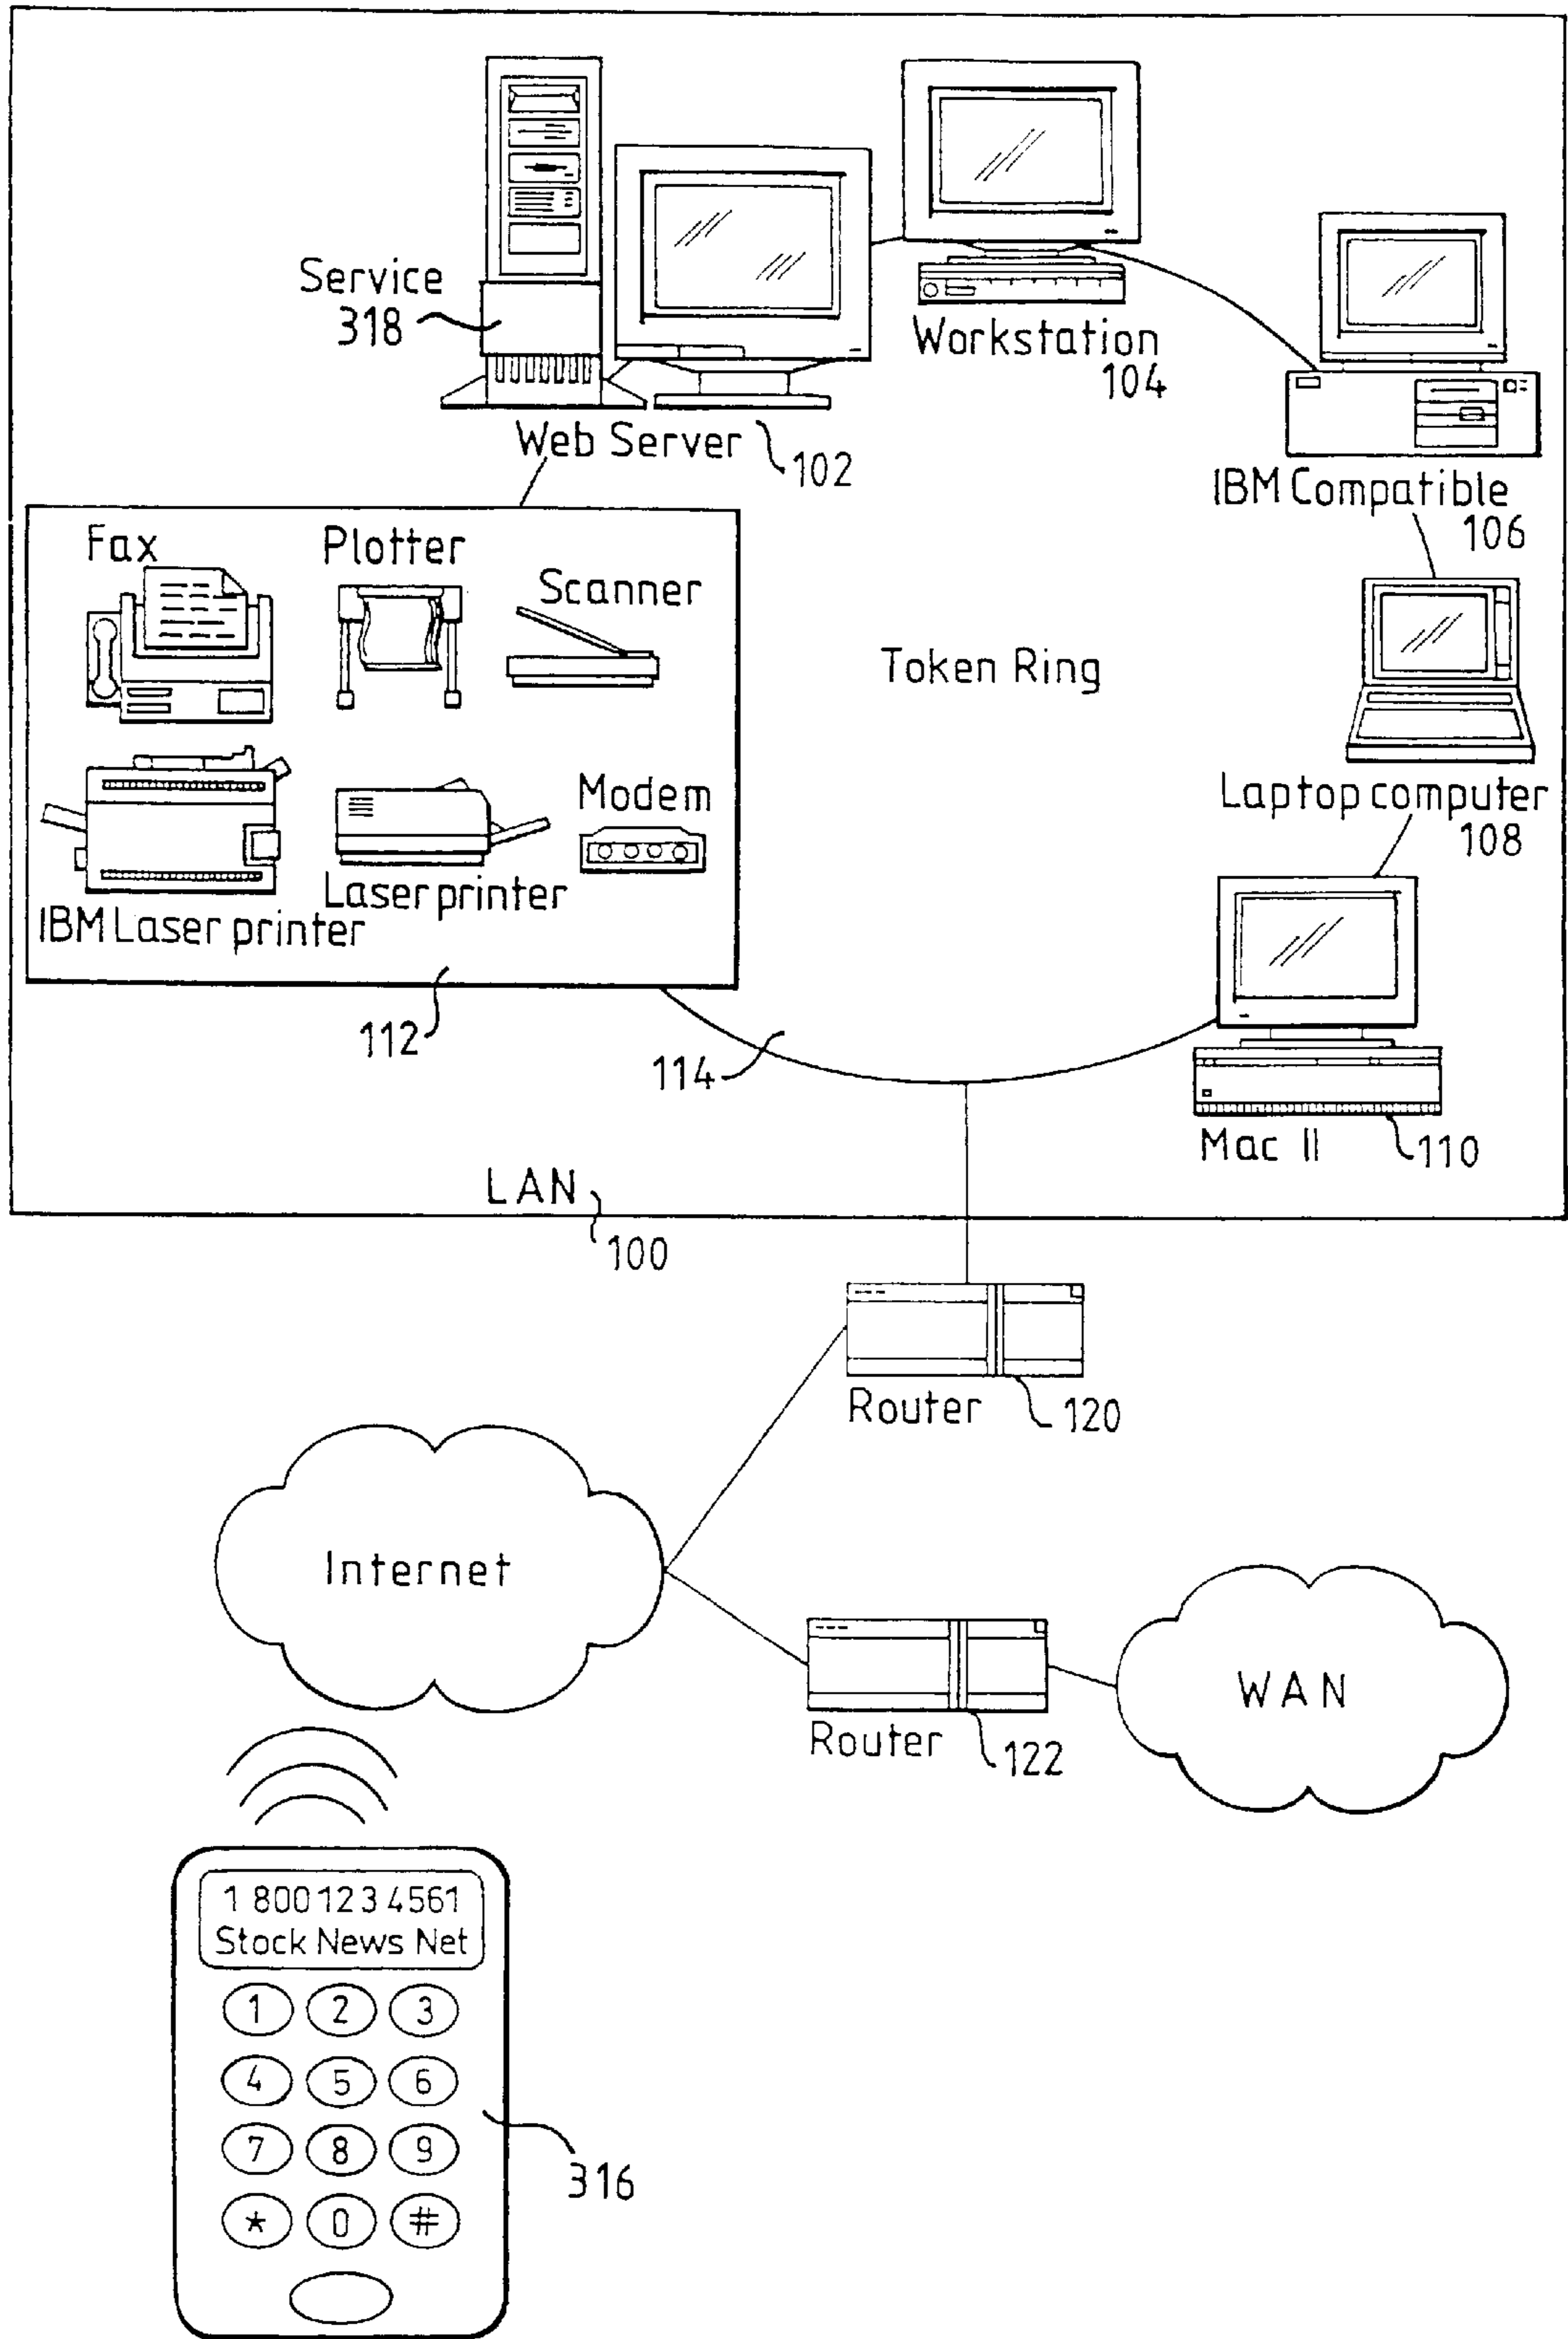 Service
318
Workstation
104
Web Server
102
IBM Compatible
106
Fax
Plotter
Scanner
Token Ring
Modem
Laptop computer
108
Laser printer
IBM Laser printer
112
114
Mac II
110
LAN
100
Router
120
Internet
WAN
Router
122
1 800 123 4561
Stock News Net
1 2 3
4 5 6
7 8 9
* 0 #
316